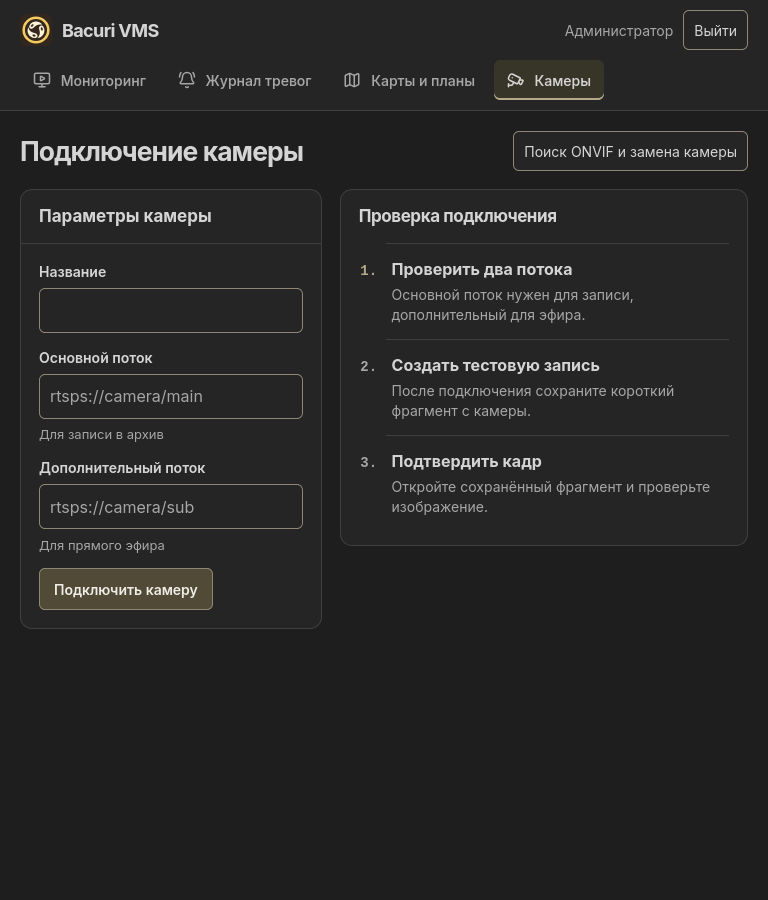 Bacuri VMS
Администратор
Выйти
Мониторинг
Журнал тревог
Карты и планы
Камеры
Подключение камеры
Поиск ONVIF и замена камеры
Параметры камеры
Название
Основной поток
rtsps://camera/main
Для записи в архив
Дополнительный поток
rtsps://camera/sub
Для прямого эфира
Подключить камеру
Проверка подключения
1. Проверить два потока
Основной поток нужен для записи,
дополнительный для эфира.
2. Создать тестовую запись
После подключения сохраните короткий
фрагмент с камеры.
3. Подтвердить кадр
Откройте сохранённый фрагмент и проверьте
изображение.